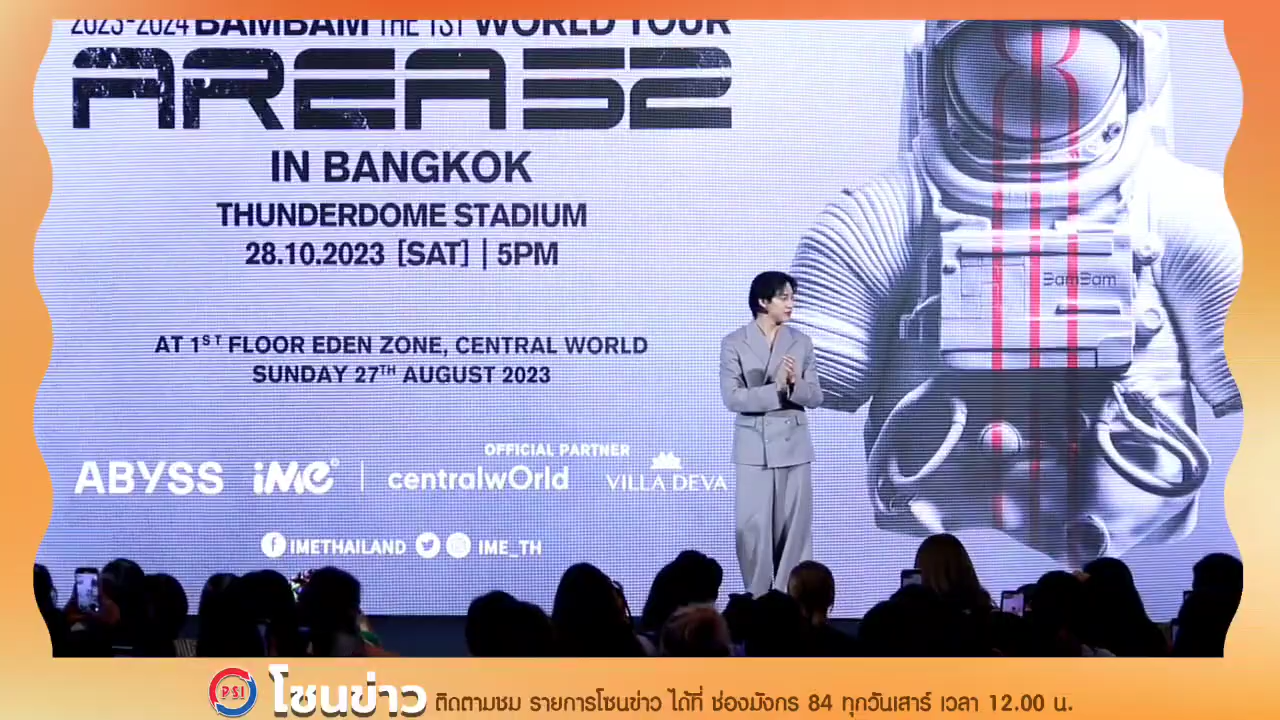 2023-2024 BAMBAM THE 1ST WORLD TOUR
AREA 52
IN BANGKOK
THUNDERDOME STADIUM
28.10.2023 [SAT] | 5PM
AT 1ST FLOOR EDEN ZONE, CENTRAL WORLD
SUNDAY 27TH AUGUST 2023
OFFICIAL PARTNER
ABYSS iMe | centralwOrld VILLA DEVA
IMETHAILAND IME_TH
BamBam
PSI โซนข่าว ติดตามชม รายการโซนข่าว ได้ที่ ช่องมังกร 84 ทุกวันเสาร์ เวลา 12.00 น.